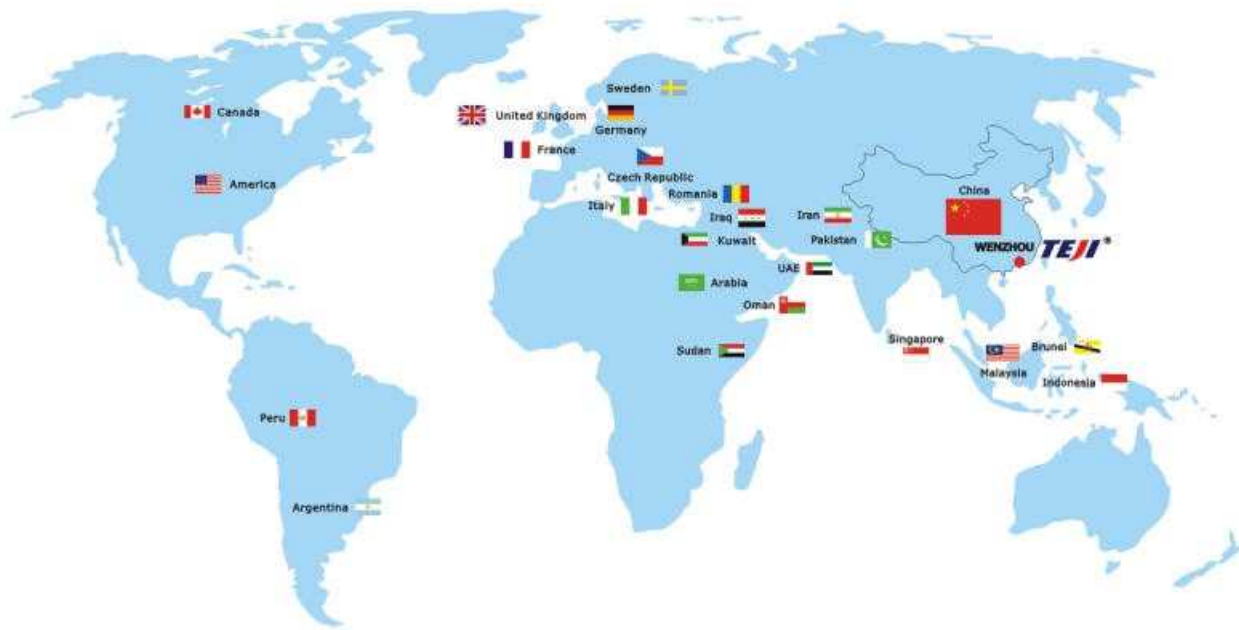 Sweden
Canada
United Kingdom
Germany
France
Czech Republic
America
China
Romania
Italy
Iraq
Iran
Kuwait
Pakistan
WENZHOU TEJI®
UAE
Arabia
Oman
Singapore
Sudan
Brunei
Malaysia
Indonesia
Peru
Argentina